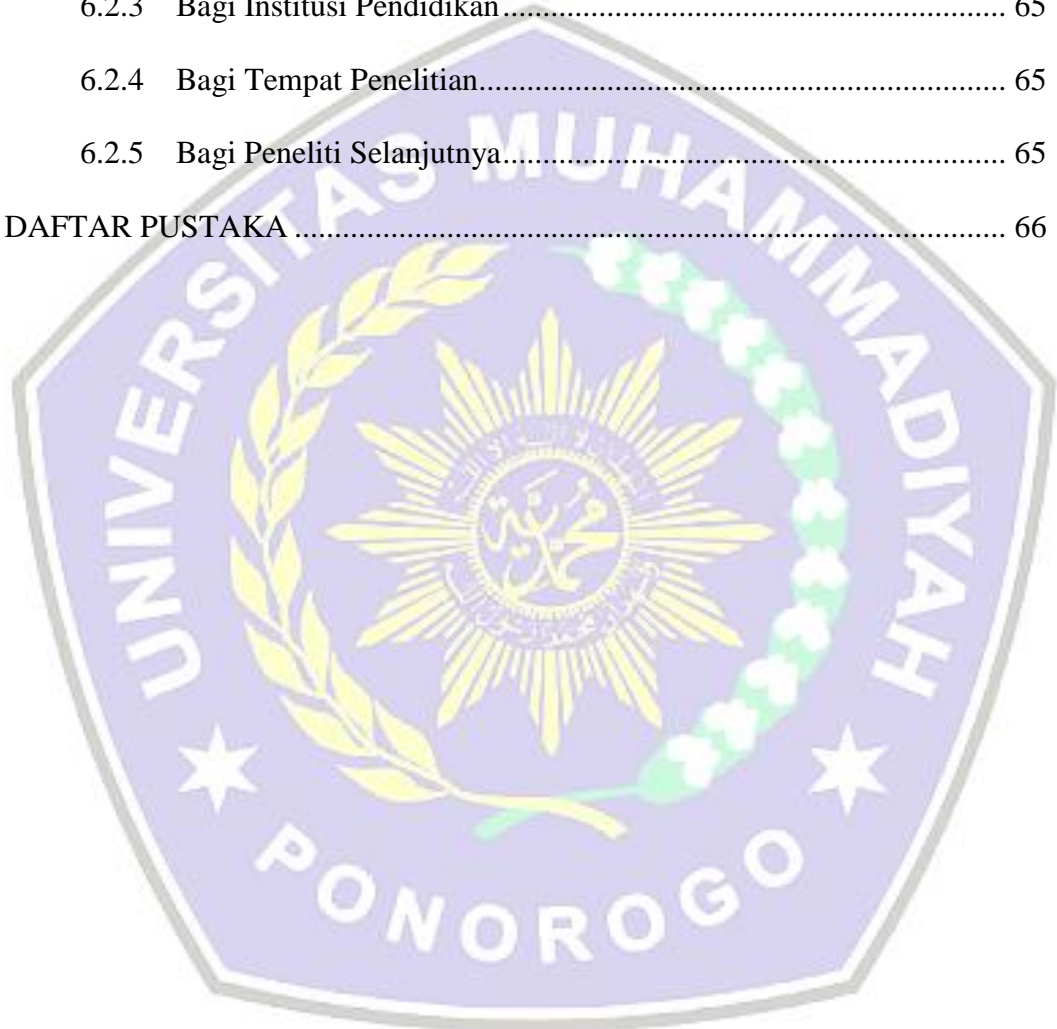 6.2.3 Bagi Institusi Pendidikan ........................................................ 65
6.2.4 Bagi Tempat Penelitian........................................................... 65
6.2.5 Bagi Peneliti Selanjutnya........................................................ 65
DAFTAR PUSTAKA .................................................................................. 66
UNIVERSITAS MUHAMMADIYAH
محمدية
PONOROGO